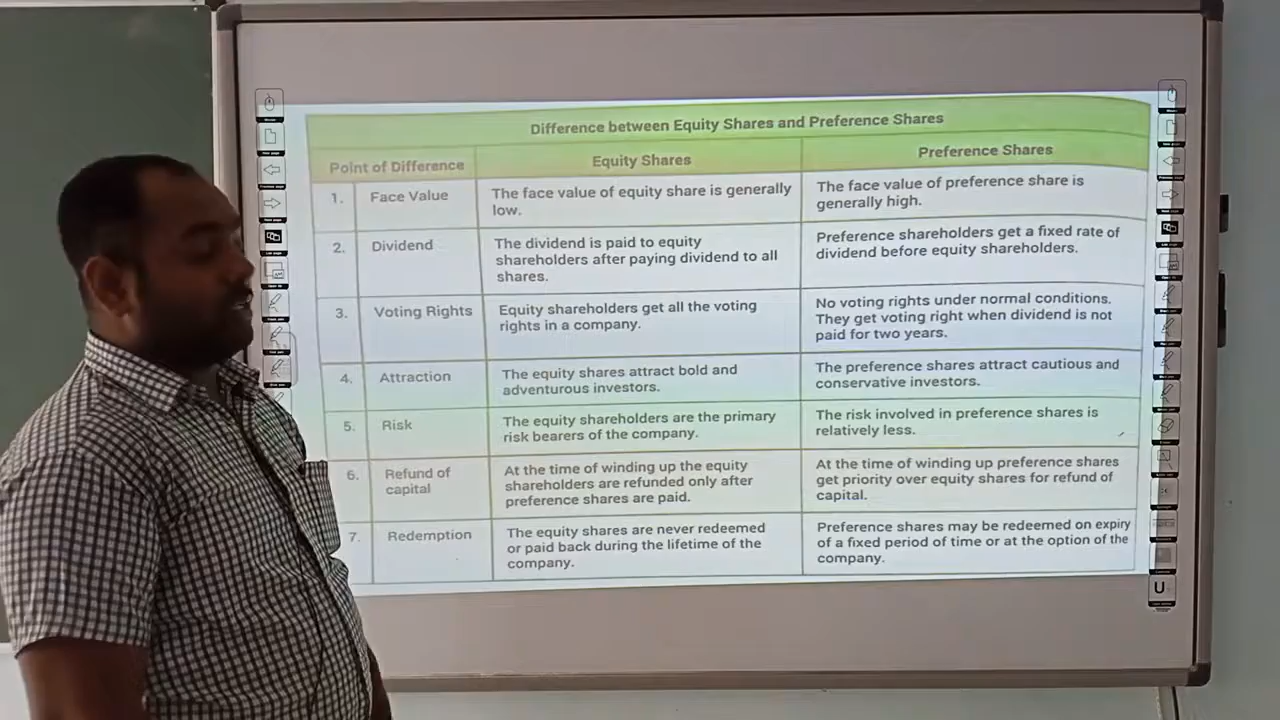 Difference between Equity Shares and Preference Shares
Point of Difference
Equity Shares
Preference Shares
1.
Face Value
The face value of equity share is generally
low.
The face value of preference share is
generally high.
2.
Dividend
The dividend is paid to equity
shareholders after paying dividend to all
shares.
Preference shareholders get a fixed rate of
dividend before equity shareholders.
3.
Voting Rights
Equity shareholders get all the voting
rights in a company.
No voting rights under normal conditions.
They get voting right when dividend is not
paid for two years.
4.
Attraction
The equity shares attract bold and
adventurous investors.
The preference shares attract cautious and
conservative investors.
5.
Risk
The equity shareholders are the primary
risk bearers of the company.
The risk involved in preference shares is
relatively less.
6.
Refund of
capital
At the time of winding up the equity
shareholders are refunded only after
preference shares are paid.
At the time of winding up preference shares
get priority over equity shares for refund of
capital.
7.
Redemption
The equity shares are never redeemed
or paid back during the lifetime of the
company.
Preference shares may be redeemed on expiry
of a fixed period of time or at the option of the
company.